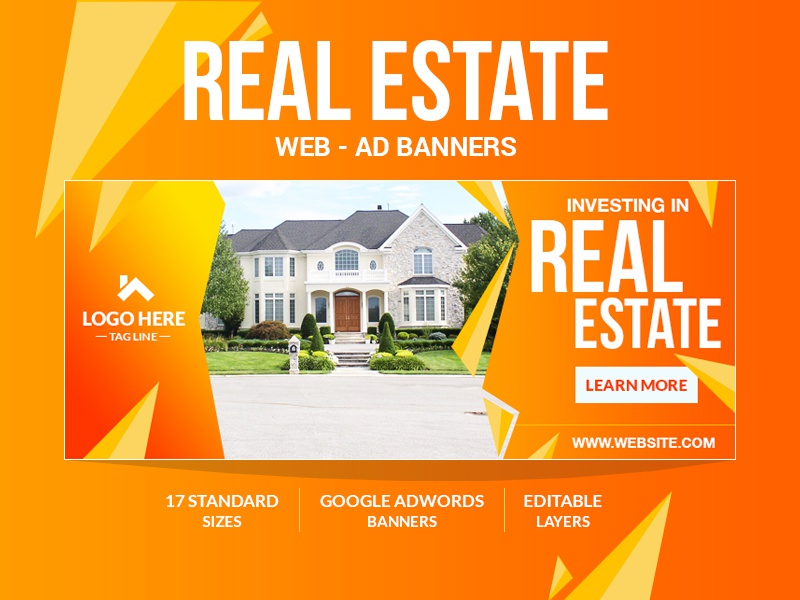 REAL ESTATE
WEB - AD BANNERS
LOGO HERE
TAG LINE
INVESTING IN
REAL
ESTATE
LEARN MORE
WWW.WEBSITE.COM
17 STANDARD
SIZES
GOOGLE ADWORDS
BANNERS
EDITABLE
LAYERS